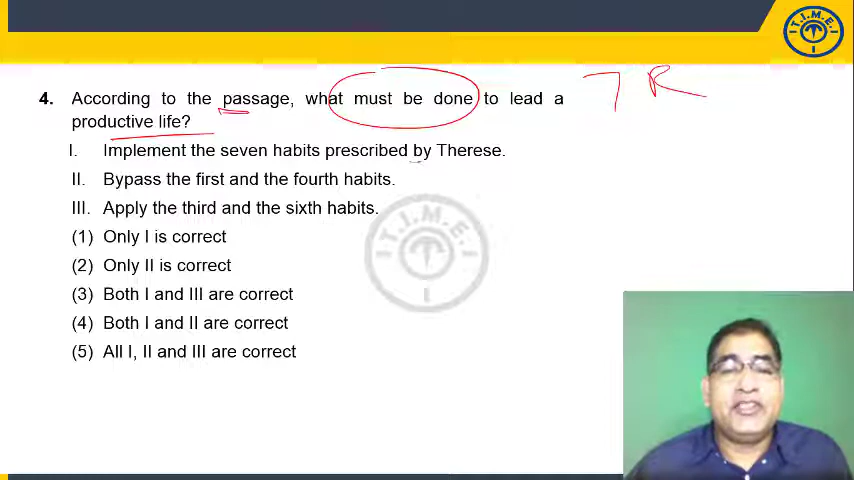 T.I.M.E.
4. According to the passage, what must be done to lead a
productive life?
I. Implement the seven habits prescribed by Therese.
II. Bypass the first and the fourth habits.
III. Apply the third and the sixth habits.
(1) Only I is correct
(2) Only II is correct
(3) Both I and III are correct
(4) Both I and II are correct
(5) All I, II and III are correct
T.I.M.E.